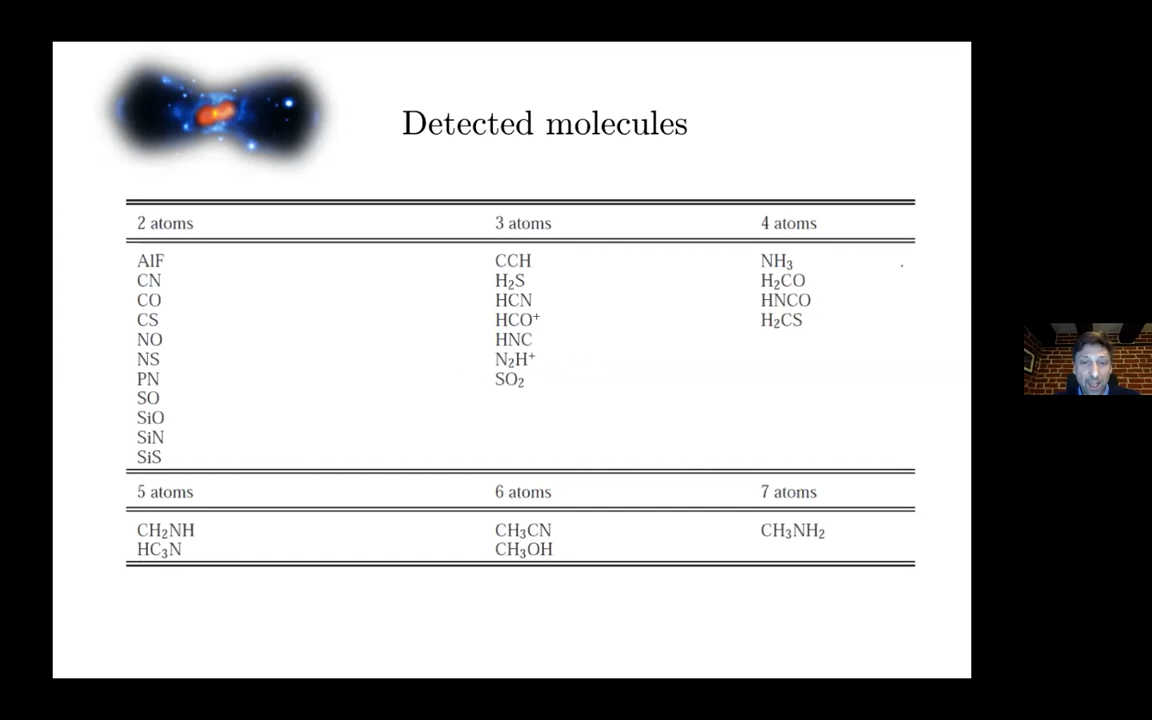 Detected molecules
2 atoms 3 atoms 4 atoms
AlF CCH NH₃
CN H₂S H₂CO
CO HCN HNCO
CS HCO⁺ H₂CS
NO HNC
NS N₂H⁺
PN SO₂
SO
SiO
SiN
SiS
5 atoms 6 atoms 7 atoms
CH₂NH CH₃CN CH₃NH₂
HC₃N CH₃OH